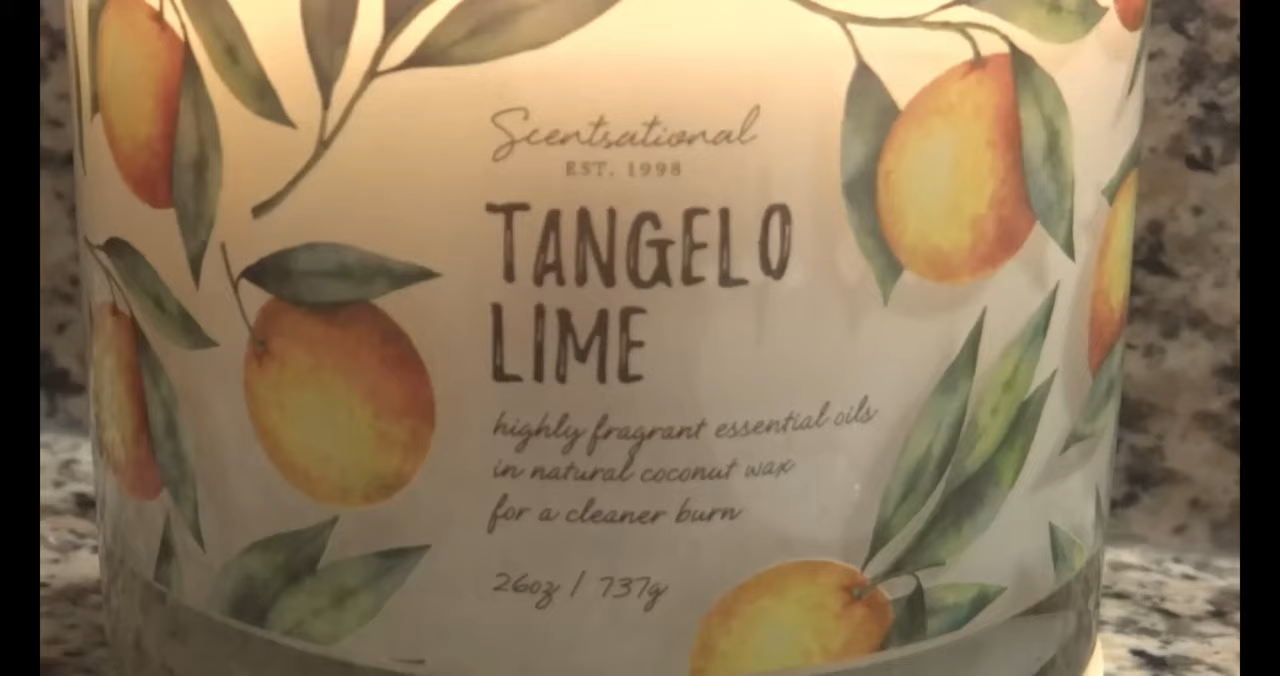 Scentsational
EST. 1998
TANGELO
LIME
highly fragrant essential oils
in natural coconut wax
for a cleaner burn
26oz / 737g